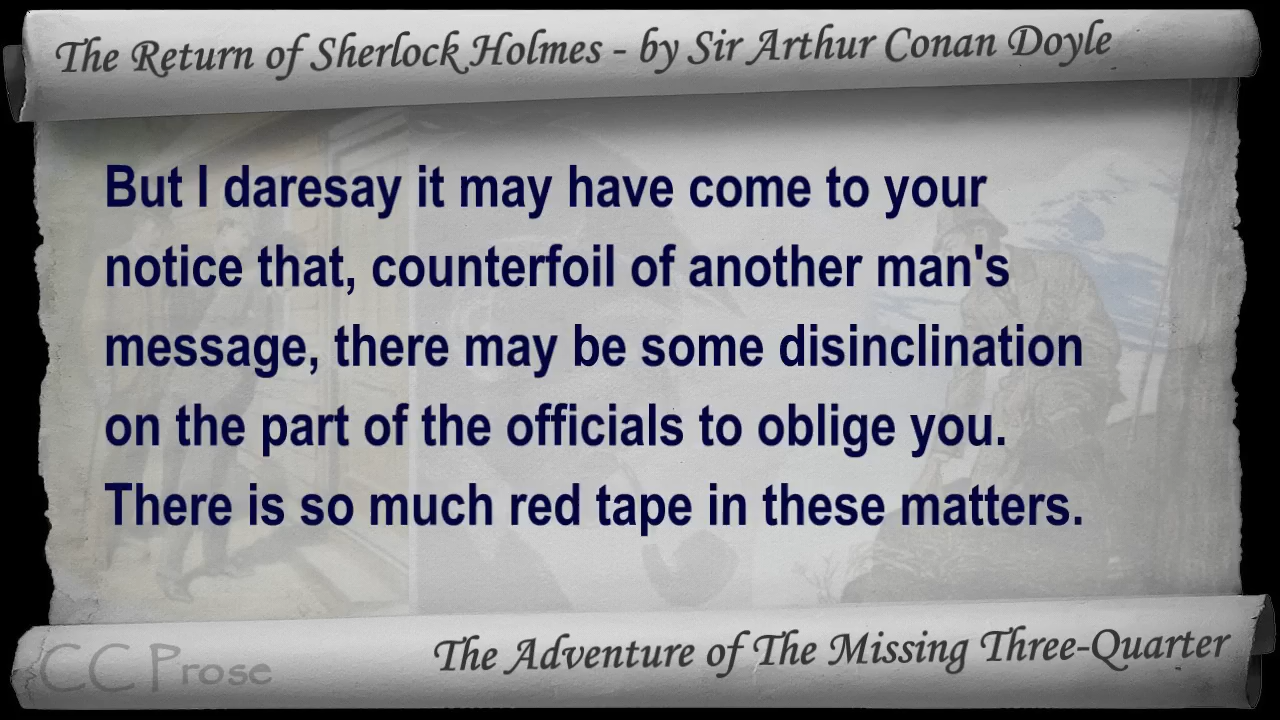 The Return of Sherlock Holmes - by Sir Arthur Conan Doyle
But I daresay it may have come to your
notice that, counterfoil of another man's
message, there may be some disinclination
on the part of the officials to oblige you.
There is so much red tape in these matters.
The Adventure of The Missing Three-Quarter
CC Prose